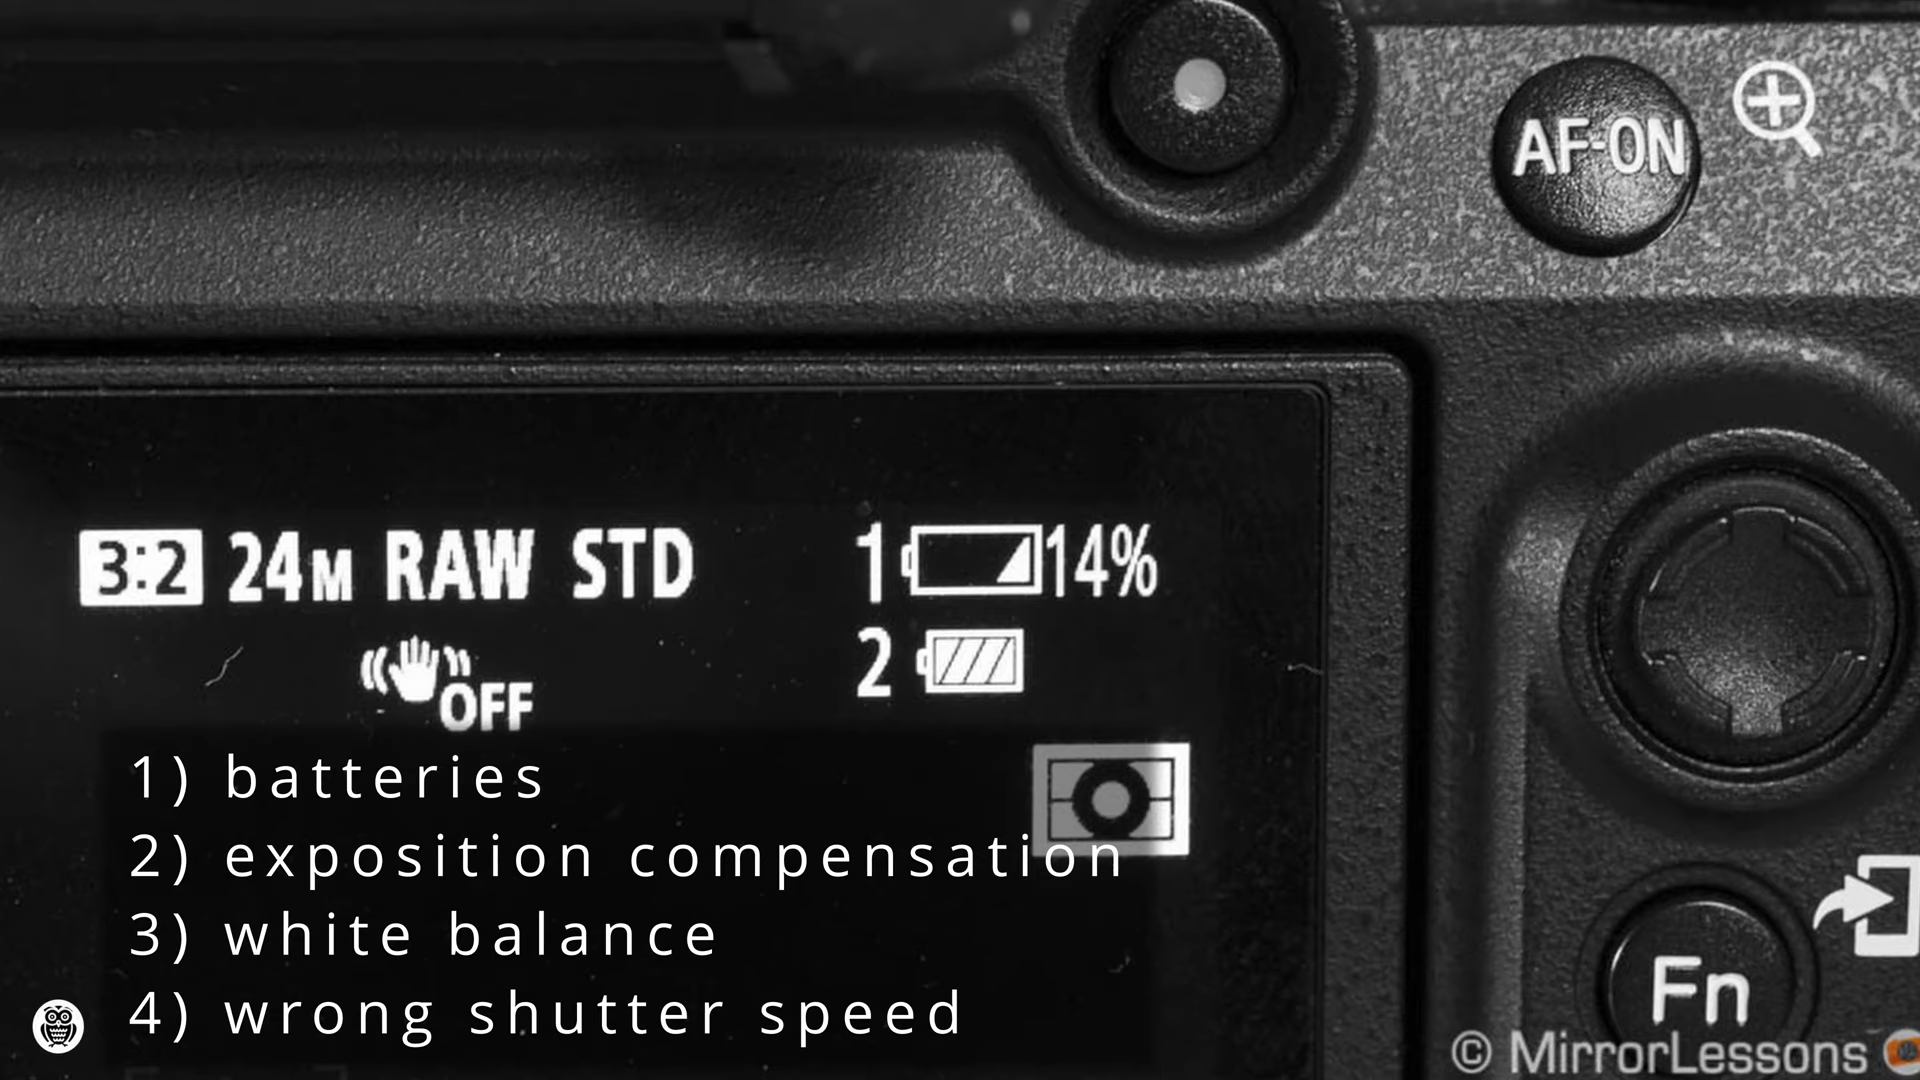 AF-ON
3:2 24M RAW STD 1 14%
2
OFF
1) batteries
2) exposition compensation
3) white balance
4) wrong shutter speed
Fn
© MirrorLessons